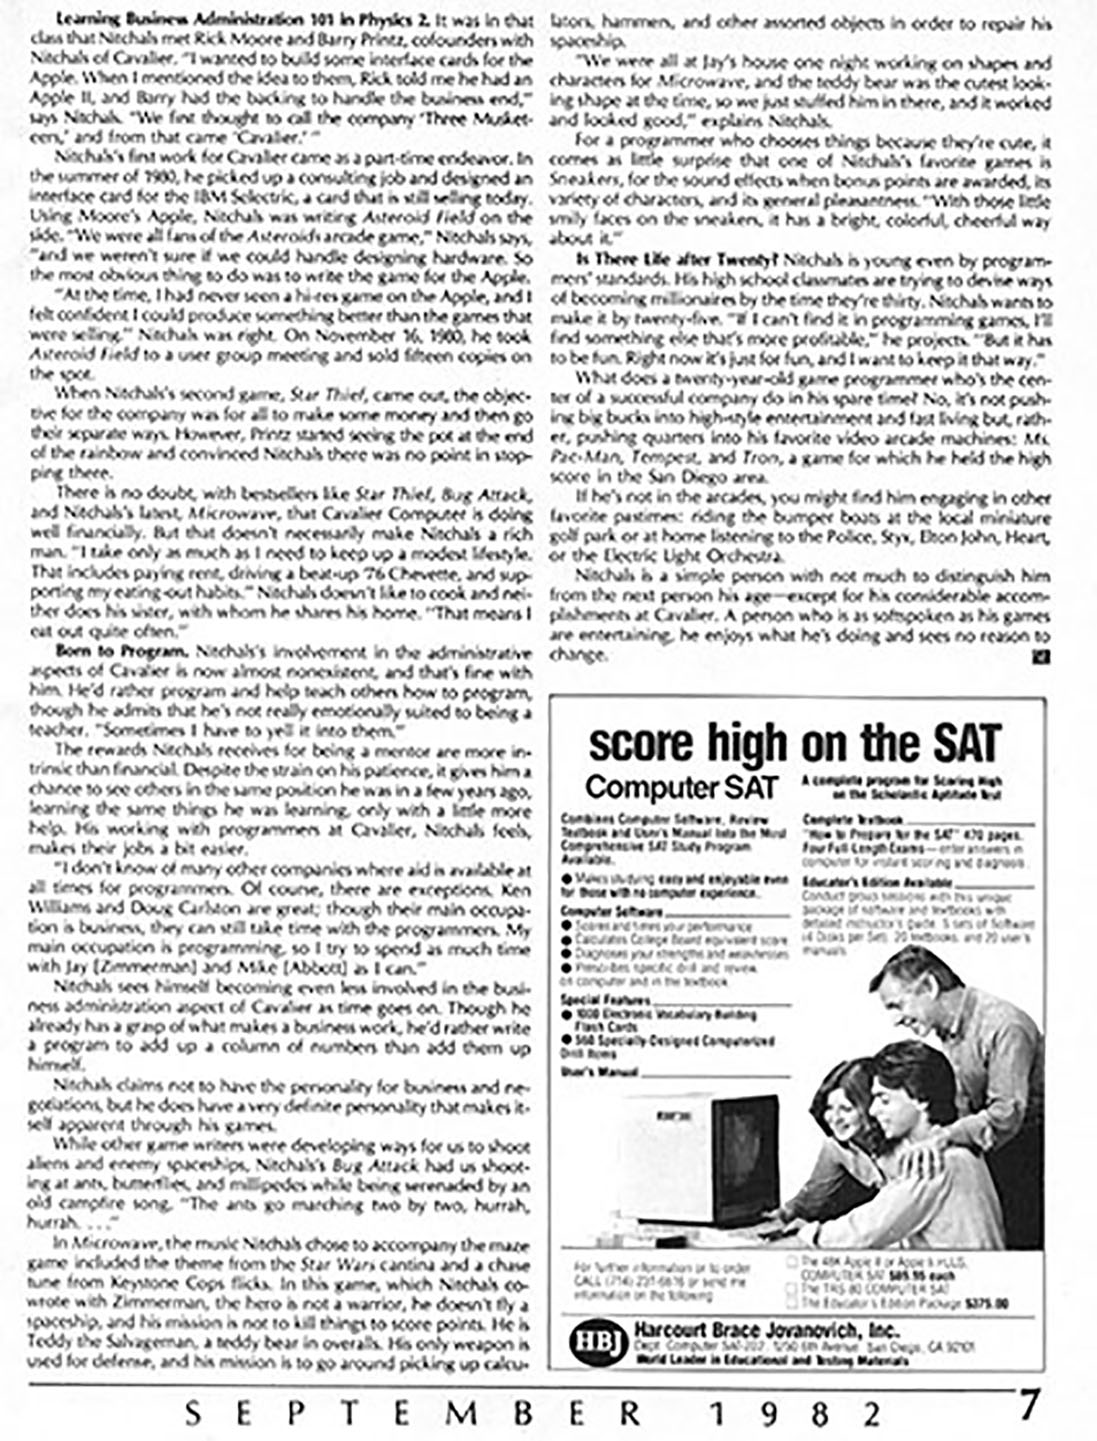 Learning Business Administration 101 in Physics 2. It was in that
class that Nitchals met Rick Moore and Barry Printz, cofounders with
Nitchals of Cavalier. "I wanted to build some interface cards for the
Apple. When I mentioned the idea to them, Rick told me he had an
Apple II, and Barry had the backing to handle the business end,"
says Nitchals. "We first thought to call the company 'Three Musket-
eers,' and from that came 'Cavalier.' "
Nitchals's first work for Cavalier came as a part-time endeavor. In
the summer of 1980, he picked up a consulting job and designed an
interface card for the IBM Selectric, a card that is still selling today.
Using Moore's Apple, Nitchals was writing Asteroid Field on the
side. "We were all fans of the Asteroids arcade game," Nitchals says,
"and we weren't sure if we could handle designing hardware. So
the most obvious thing to do was to write the game for the Apple.
"At the time, I had never seen a hi-res game on the Apple, and I
felt confident I could produce something better than the games that
were selling." Nitchals was right. On November 16, 1980, he took
Asteroid Field to a user group meeting and sold fifteen copies on
the spot.
When Nitchals's second game, Star Thief, came out, the objec-
tive for the company was for all to make some money and then go
their separate ways. However, Printz started seeing the pot at the end
of the rainbow and convinced Nitchals there was no point in stop-
ping there.
There is no doubt, with bestsellers like Star Thief, Bug Attack,
and Nitchals's latest, Microwave, that Cavalier Computer is doing
well financially. But that doesn't necessarily make Nitchals a rich
man. "I take only as much as I need to keep up a modest lifestyle.
That includes paying rent, driving a beat-up '76 Chevette, and sup-
porting my eating-out habits." Nitchals doesn't like to cook and nei-
ther does his sister, with whom he shares his home. "That means I
eat out quite often."
Born to Program. Nitchals's involvement in the administrative
aspects of Cavalier is now almost nonexistent, and that's fine with
him. He'd rather program and help teach others how to program,
though he admits that he's not really emotionally suited to being a
teacher. "Sometimes I have to yell it into them."
The rewards Nitchals receives for being a mentor are more in-
trinsic than financial. Despite the strain on his patience, it gives him a
chance to see others in the same position he was in a few years ago,
learning the same things he was learning, only with a little more
help. His working with programmers at Cavalier, Nitchals feels,
makes their jobs a bit easier.
"I don't know of many other companies where aid is available at
all times for programmers. Of course, there are exceptions. Ken
Williams and Doug Carlston are great; though their main occupa-
tion is business, they can still take time with the programmers. My
main occupation is programming, so I try to spend as much time
with Jay [Zimmerman] and Mike [Abbott] as I can."
Nitchals sees himself becoming even less involved in the busi-
ness administration aspect of Cavalier as time goes on. Though he
already has a grasp of what makes a business work, he'd rather write
a program to add up a column of numbers than add them up
himself.
Nitchals claims not to have the personality for business and ne-
gotiations, but he does have a very definite personality that makes it-
self apparent through his games.
While other game writers were developing ways for us to shoot
aliens and enemy spaceships, Nitchals's Bug Attack had us shoot-
ing at ants, butterflies, and millipedes while being serenaded by an
old campfire song, "The ants go marching two by two, hurrah,
hurrah. . . ."
In Microwave, the music Nitchals chose to accompany the maze
game included the theme from the Star Wars cantina and a chase
tune from Keystone Cops flicks. In this game, which Nitchals co-
wrote with Zimmerman, the hero is not a warrior, he doesn't fly a
spaceship, and his mission is not to kill things to score points. He is
Teddy the Salvageman, a teddy bear in overalls. His only weapon is
used for defense, and his mission is to go around picking up calcu-
lators, hammers, and other assorted objects in order to repair his
spaceship.
"We were all at Jay's house one night working on shapes and
characters for Microwave, and the teddy bear was the cutest look-
ing shape at the time, so we just stuffed him in there, and it worked
and looked good," explains Nitchals.
For a programmer who chooses things because they're cute, it
comes as little surprise that one of Nitchals's favorite games is
Sneakers, for the sound effects when bonus points are awarded, its
variety of characters, and its general pleasantness. "With those little
smily faces on the sneakers, it has a bright, colorful, cheerful way
about it."
Is There Life after Twenty? Nitchals is young even by program-
mers' standards. His high school classmates are trying to devise ways
of becoming millionaires by the time they're thirty. Nitchals wants to
make it by twenty-five. "If I can't find it in programming games, I'll
find something else that's more profitable," he projects. "But it has
to be fun. Right now it's just for fun, and I want to keep it that way."
What does a twenty-year-old game programmer who's the cen-
ter of a successful company do in his spare time? No, it's not push-
ing big bucks into high-style entertainment and fast living but, rath-
er, pushing quarters into his favorite video arcade machines: Ms.
Pac-Man, Tempest, and Tron, a game for which he held the high
score in the San Diego area.
If he's not in the arcades, you might find him engaging in other
favorite pastimes: riding the bumper boats at the local miniature
golf park or at home listening to the Police, Styx, Elton John, Heart,
or the Electric Light Orchestra.
Nitchals is a simple person with not much to distinguish him
from the next person his age—except for his considerable accom-
plishments at Cavalier. A person who is as softspoken as his games
are entertaining, he enjoys what he's doing and sees no reason to
change.
score high on the SAT
Computer SAT
A complete program for Scoring High
on the Scholastic Aptitude Test
Combines Computer Software, Review
Textbook and User's Manual into the Most
Comprehensive SAT Study Program
Available.
● Makes studying easy and enjoyable even
for those with no computer experience.
Computer Software
● Scores and times your performance
● Calculates College Board equivalent score
● Diagnoses your strengths and weaknesses
● Prescribes specific drill and review
on computer and in the textbook.
Special Features
● 1000 Electronic Vocabulary Building
Flash Cards
● 560 Specially-Designed Computerized
Drill Items
User's Manual
Complete Textbook
"How to Prepare for the SAT" 470 pages.
Four Full-Length Exams—enter answers in
computer for instant scoring and diagnosis.
Educator's Edition Available
Conduct group sessions with this unique
package of software and textbooks with
detailed instructor's guide. 5 sets of Software
(4 Disks per Set), 20 textbooks, and 20 user's
manuals.
For further information or to order
CALL (714) 231-6616 or send me
information on the following
The 48K Apple II or Apple II PLUS,
COMPUTER SAT $89.95 each
The TRS-80 COMPUTER SAT
The Educator's Edition Package $375.00
HBJ
Harcourt Brace Jovanovich, Inc.
Dept. Computer SAT-202, 1250 6th Avenue San Diego, CA 92101
World Leader in Educational and Testing Materials
SEPTEMBER 1982
7